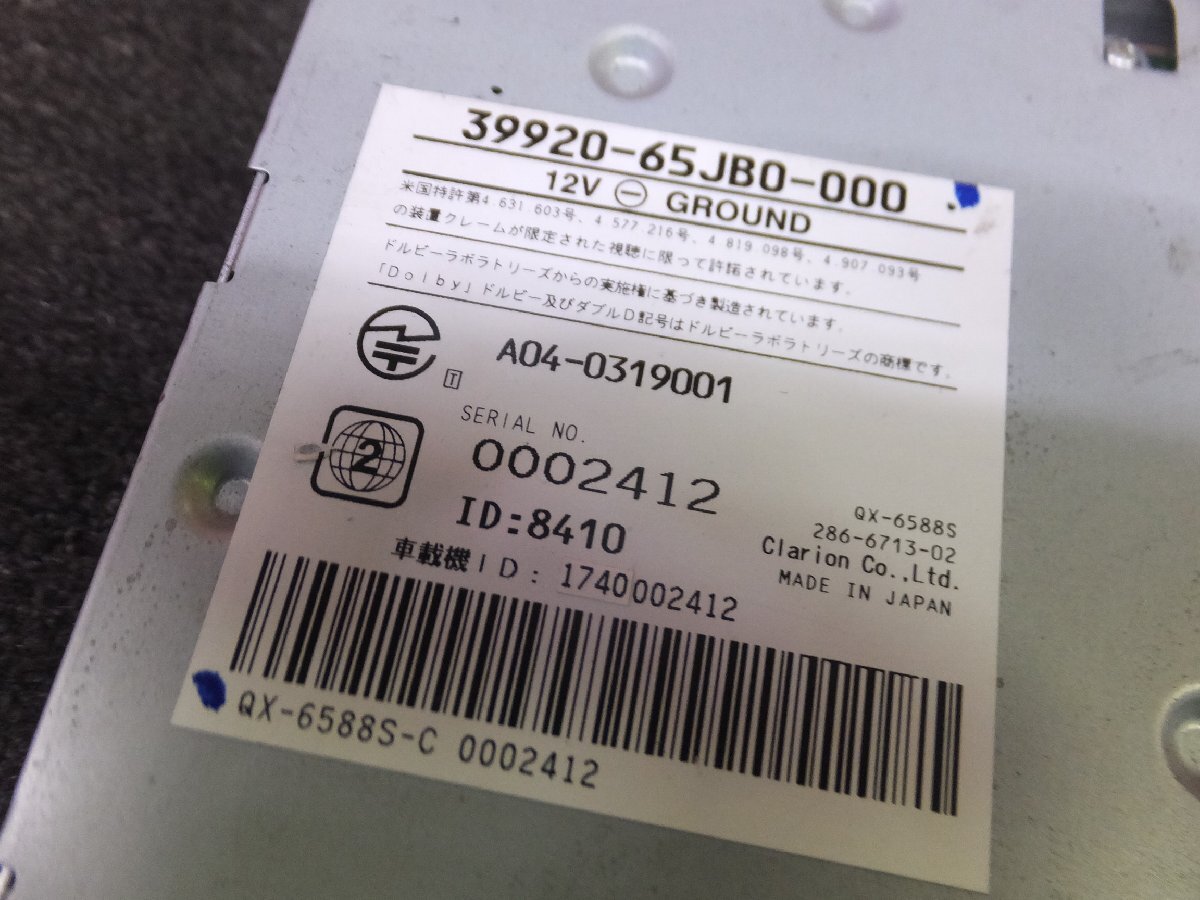 39920-65JB0-000
12V ⊖ GROUND
米国特許第4.631.603号、4.577.216号、4.819.098号、4.907.093号
の装置クレームが限定された視聴に限って許諾されています。
ドルビーラボラトリーズからの実施権に基づき製造されています。
「Dolby」ドルビー及びダブルD記号はドルビーラボラトリーズの商標です。
T A04-0319001
SERIAL NO.
2 0002412
ID:8410
QX-6588S
286-6713-02
Clarion Co.,Ltd.
MADE IN JAPAN
車載機ID: 1740002412
QX-6588S-C 0002412